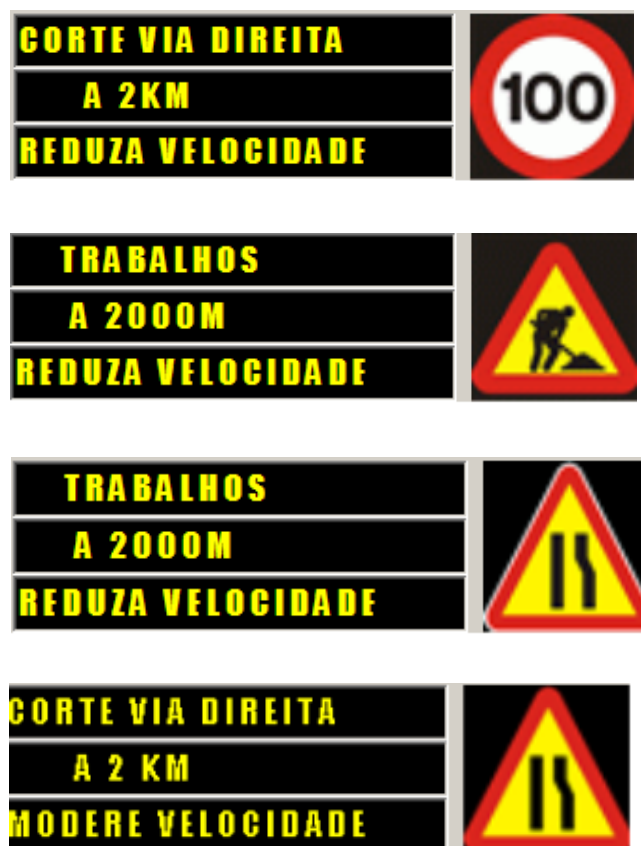 CORTE VIA DIREITA
A 2KM
REDUZA VELOCIDADE
100
TRABALHOS
A 2000M
REDUZA VELOCIDADE
TRABALHOS
A 2000M
REDUZA VELOCIDADE
CORTE VIA DIREITA
A 2 KM
MODERE VELOCIDADE